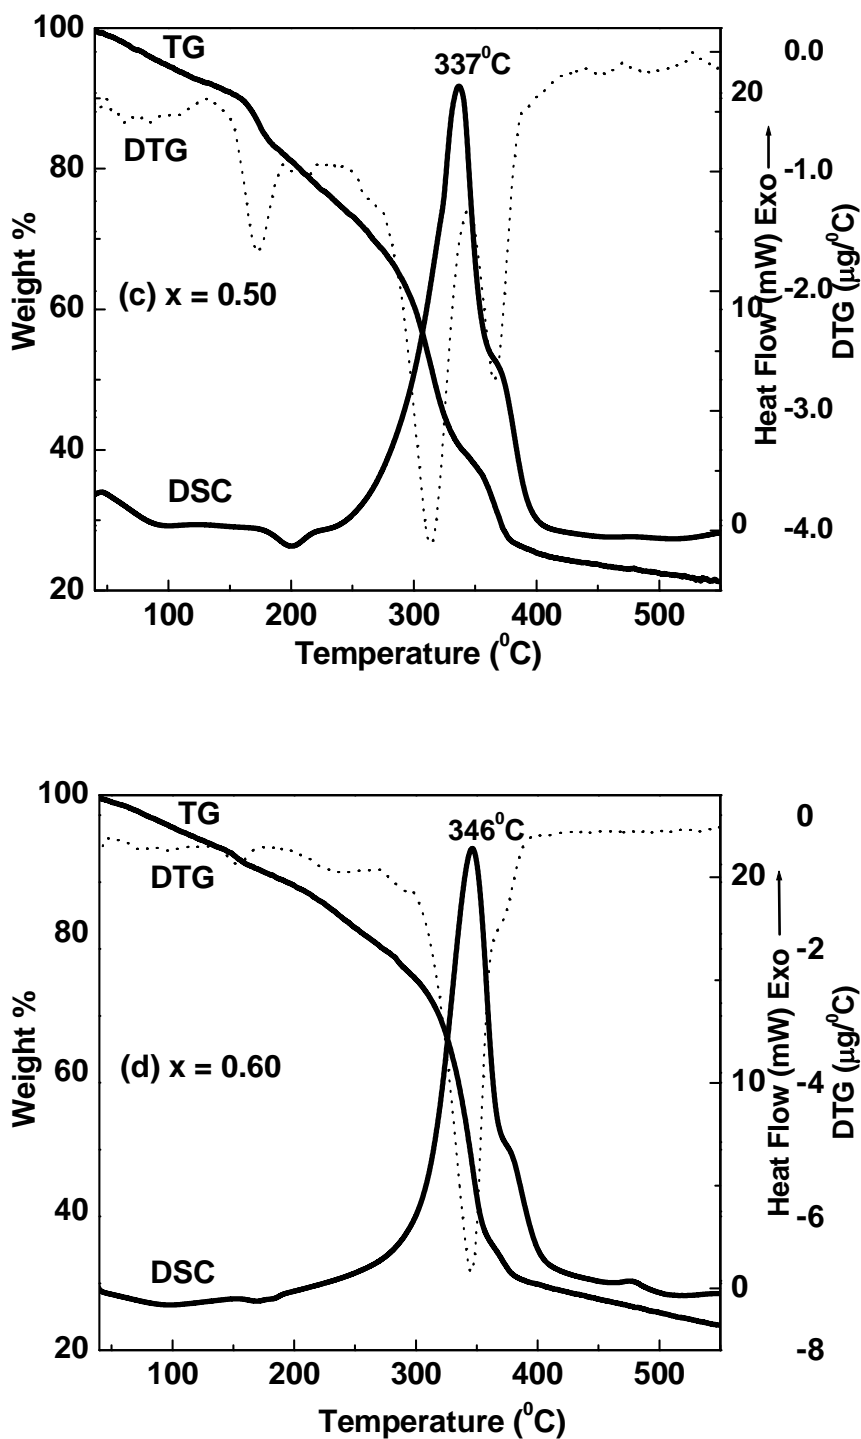 100
TG
337⁰C
0.0
20
DTG
80
-1.0
Weight %
(c) x = 0.50
60
10
-2.0
Heat Flow (mW) Exo
DTG (μg/⁰C)
-3.0
40
DSC
0
-4.0
20
100 200 300 400 500
Temperature (⁰C)
100
TG
346⁰C
0
DTG
20
80
-2
Weight %
(d) x = 0.60
60
10
-4
Heat Flow (mW) Exo
DTG (μg/⁰C)
40
-6
DSC
0
20
-8
100 200 300 400 500
Temperature (⁰C)